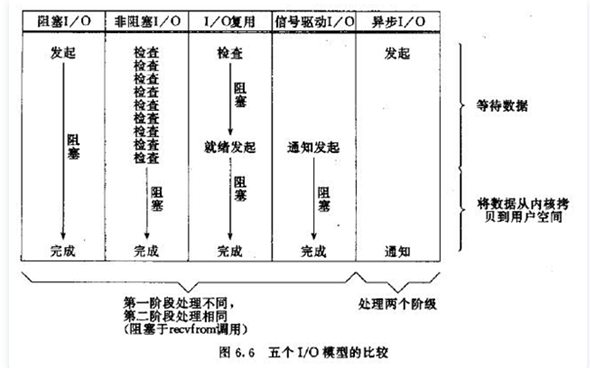 阻塞I/O 非阻塞I/O I/O复用 信号驱动I/O 异步I/O
发起 检查 检查 发起
检查
检查
检查
检查
检查
检查
检查
检查
阻塞
阻塞
等待数据
就绪发起 通知发起
阻塞 阻塞 阻塞
将数据从内核拷
贝到用户空间
完成 完成 完成 完成 通知
第一阶段处理不同，
第二阶段处理相同
（阻塞于recvfrom调用）
处理两个阶级
图 6.6 五个 I/O 模型的比较